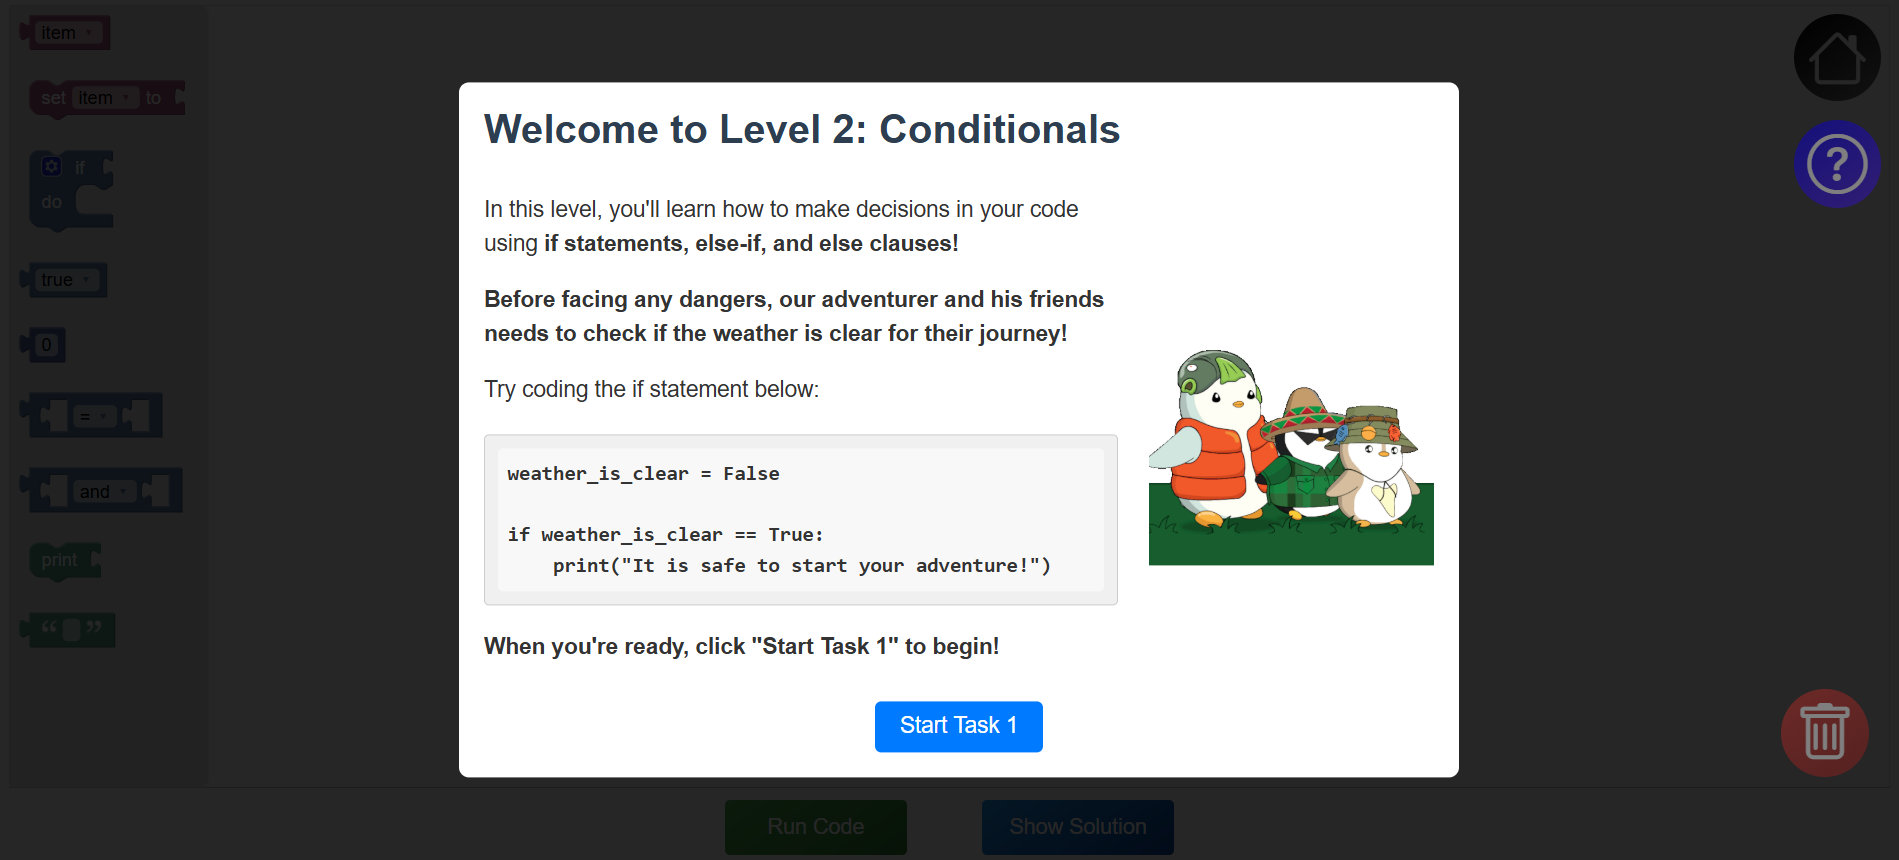 item
set item to
if
do
true
0
=
and
print
“ ”
Welcome to Level 2: Conditionals
In this level, you'll learn how to make decisions in your code
using if statements, else-if, and else clauses!
Before facing any dangers, our adventurer and his friends
needs to check if the weather is clear for their journey!
Try coding the if statement below:
weather_is_clear = False
if weather_is_clear == True:
    print("It is safe to start your adventure!")
When you're ready, click "Start Task 1" to begin!
Start Task 1
?
Run Code
Show Solution